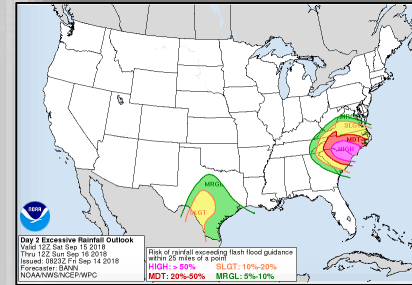 MRGL
SLGT
MDT
HIGH
MRGL
SLGT
NOAA
Day 2 Excessive Rainfall Outlook
Valid 12Z Sat Sep 15 2018
Thru 12Z Sun Sep 16 2018
Issued: 0823Z Fri Sep 14 2018
Forecaster: BANN
NOAA/NWS/NCEP/WPC
Risk of rainfall exceeding flash flood guidance
within 25 miles of a point
HIGH: > 50% SLGT: 10%-20%
MDT: 20%-50% MRGL: 5%-10%